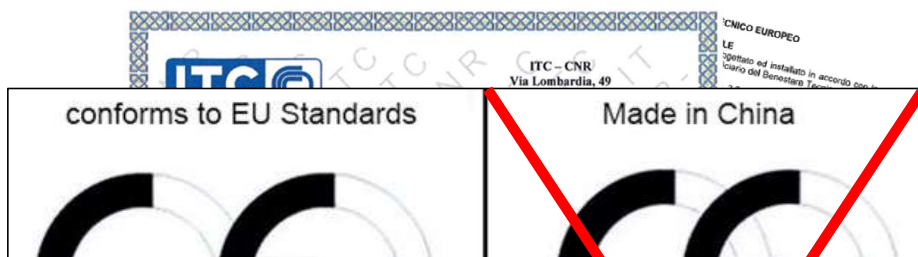 CNICO EUROPEO
LE
ogettato ed installato in accordo con
iciario del Benestare
ITC
ITC – CNR
Via Lombardia, 49
conforms to EU Standards
Made in China